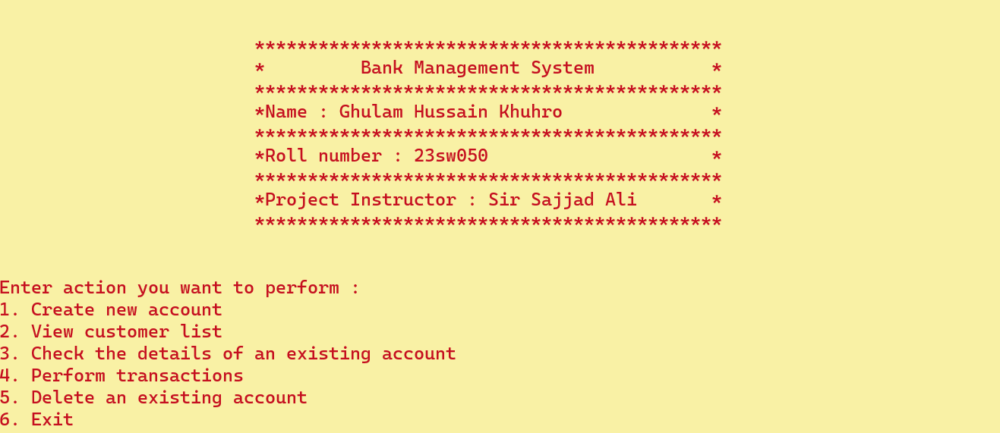 ********************************************
*         Bank Management System           *
********************************************
*Name : Ghulam Hussain Khuhro              *
********************************************
*Roll number : 23sw050                     *
********************************************
*Project Instructor : Sir Sajjad Ali       *
********************************************
Enter action you want to perform :
1. Create new account
2. View customer list
3. Check the details of an existing account
4. Perform transactions
5. Delete an existing account
6. Exit